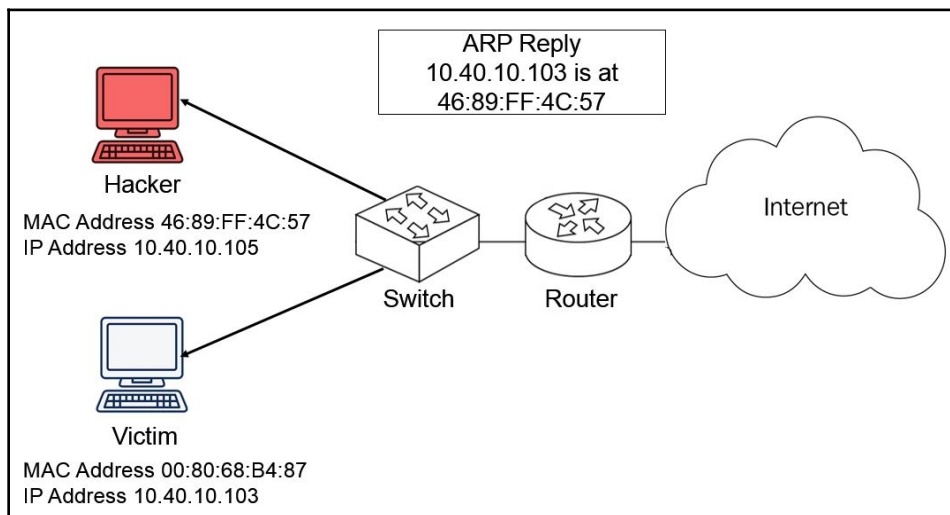 ARP Reply
10.40.10.103 is at
46:89:FF:4C:57
Hacker
MAC Address 46:89:FF:4C:57
IP Address 10.40.10.105
Switch
Router
Internet
Victim
MAC Address 00:80:68:B4:87
IP Address 10.40.10.103